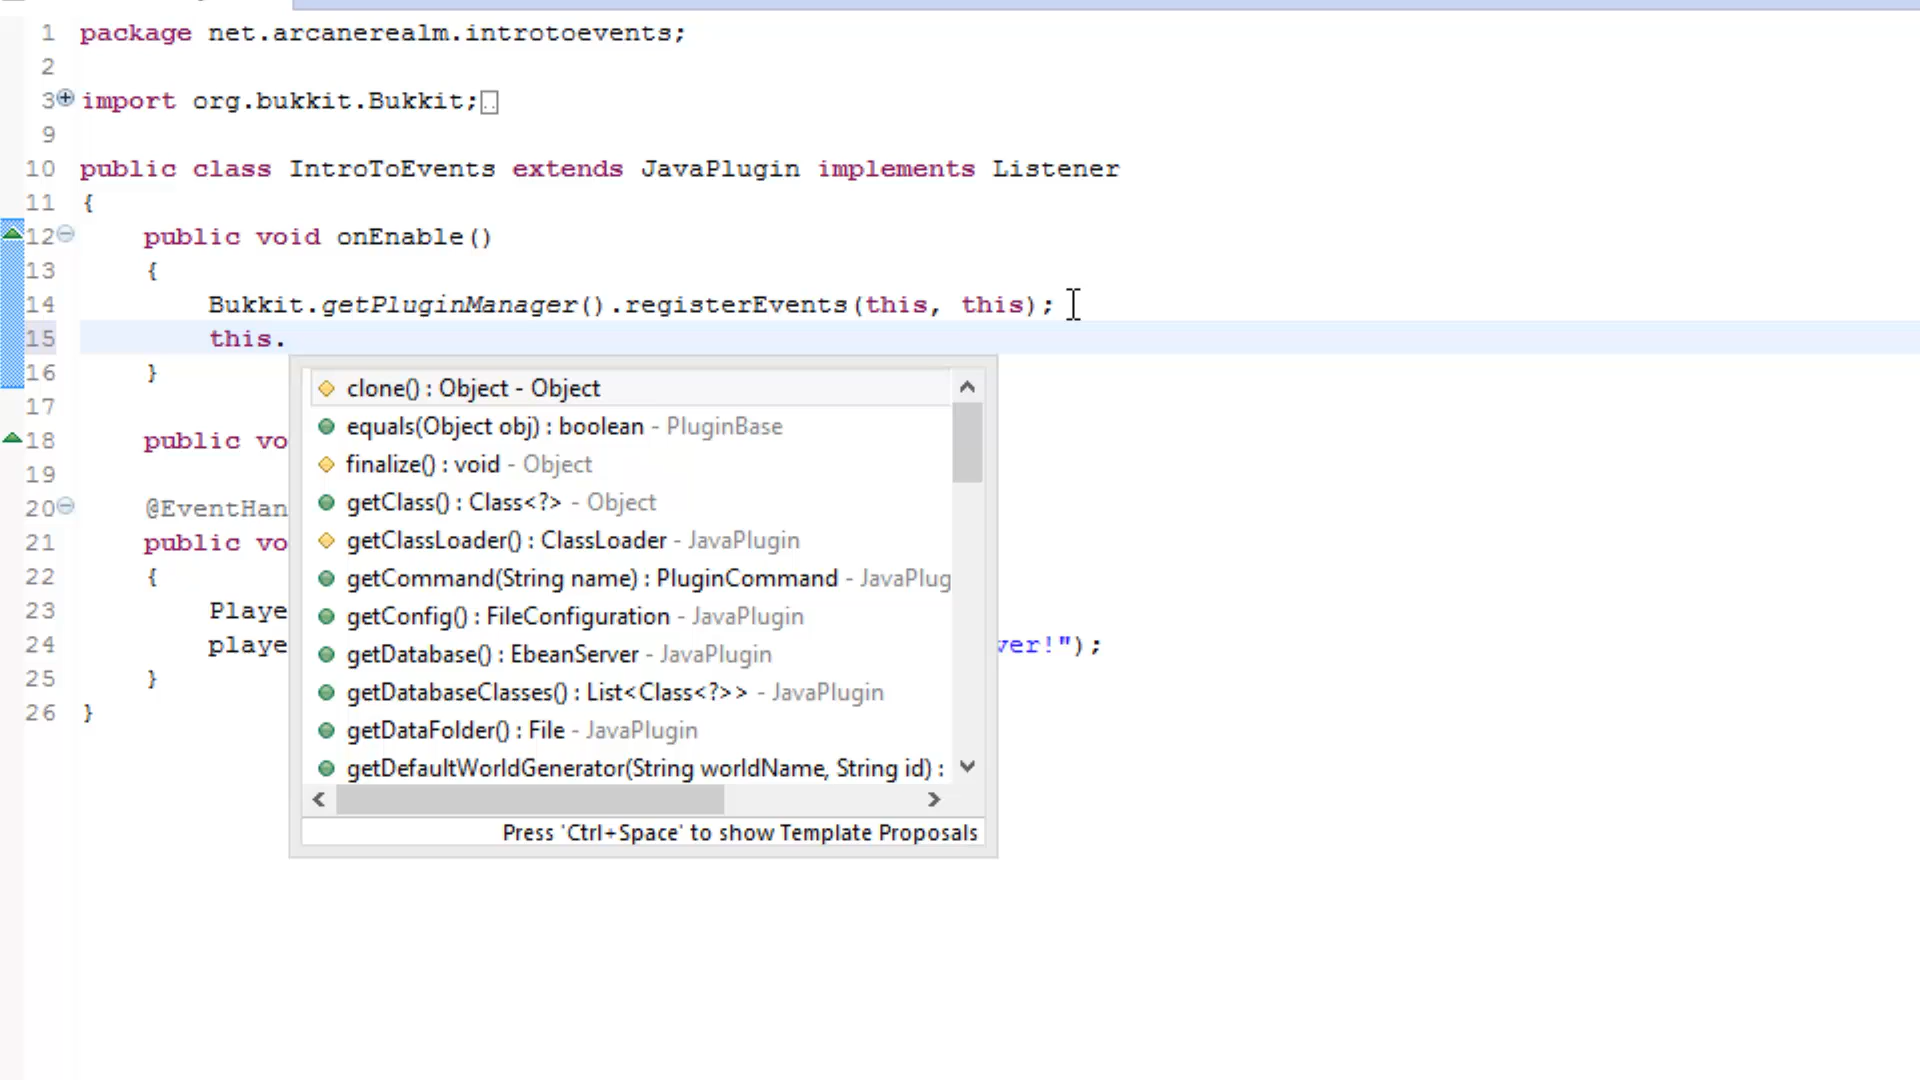 1 package net.arcanerealm.introtoevents;
2
3 import org.bukkit.Bukkit;
9
10 public class IntroToEvents extends JavaPlugin implements Listener
11 {
12 public void onEnable()
13 {
14 Bukkit.getPluginManager().registerEvents(this, this);
15 this.
16 }
17
18 public vo
19
20 @EventHan
21 public vo
22 {
23 Playe
24 playe ver!");
25 }
26 }
clone() : Object - Object
equals(Object obj) : boolean - PluginBase
finalize() : void - Object
getClass() : Class<?> - Object
getClassLoader() : ClassLoader - JavaPlugin
getCommand(String name) : PluginCommand - JavaPlug
getConfig() : FileConfiguration - JavaPlugin
getDatabase() : EbeanServer - JavaPlugin
getDatabaseClasses() : List<Class<?>> - JavaPlugin
getDataFolder() : File - JavaPlugin
getDefaultWorldGenerator(String worldName, String id) :
Press 'Ctrl+Space' to show Template Proposals